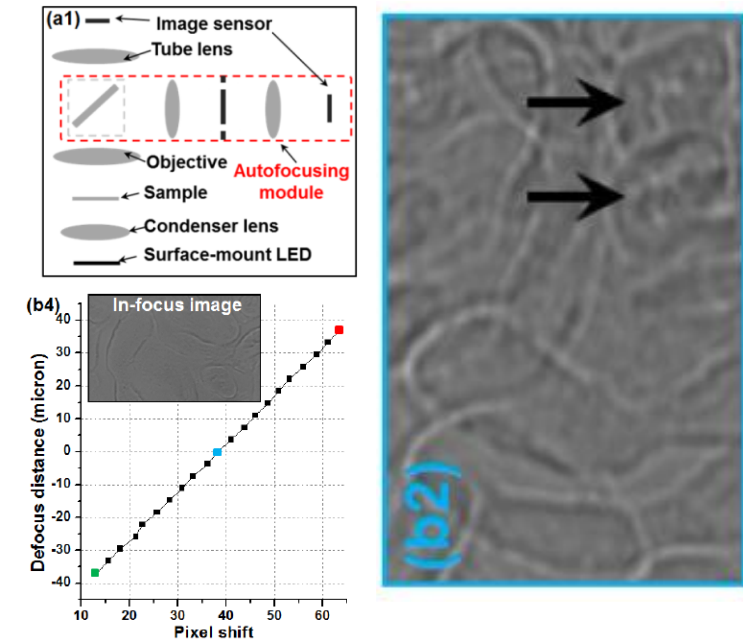 (a1)
Image sensor
Tube lens
Objective
Autofocusing
module
Sample
Condenser lens
Surface-mount LED
(b4)
In-focus image
Defocus distance (micron)
40
30
20
10
0
-10
-20
-30
-40
10
20
30
40
50
60
Pixel shift
(b2)